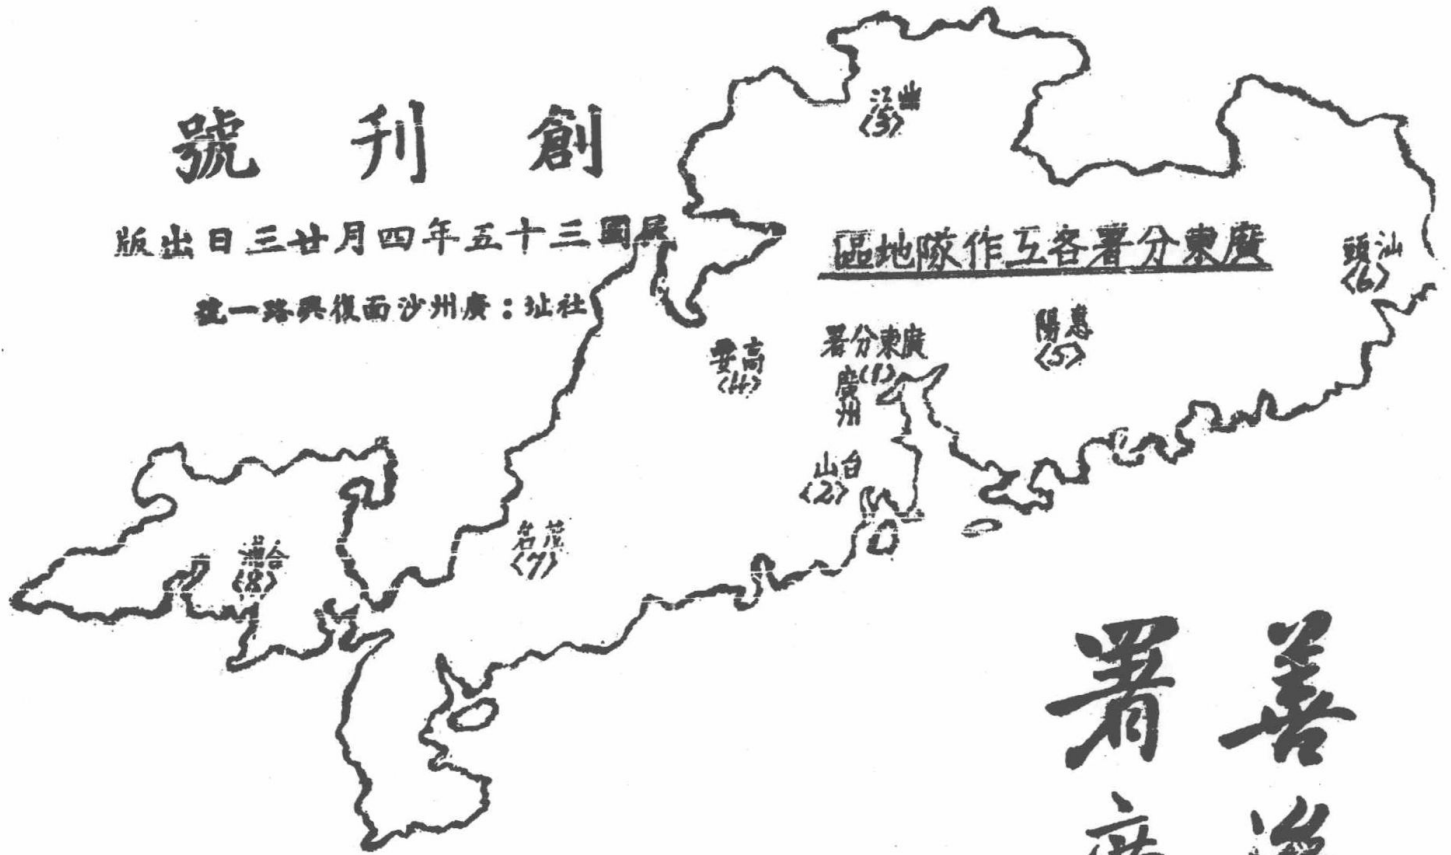 創刊號
民國三十五年四月廿三日出版
社址：廣州沙面復興路一號
廣東分署各工作隊地區
曲江
(3)
汕頭
(6)
惠陽
(5)
廣東分署
(1)
廣州
高要
(4)
台山
(2)
茂名
(7)
合浦
(8)
善
署